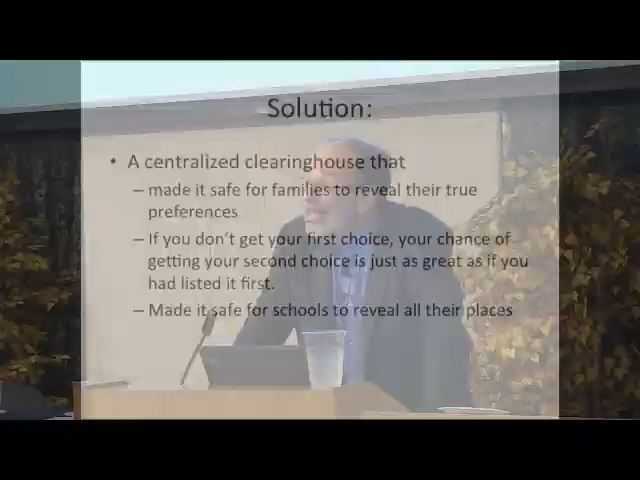 Solution:
• A centralized clearinghouse that
– made it safe for families to reveal their true
preferences
– If you don't get your first choice, your chance of
getting your second choice is just as great as if you
had listed it first.
– Made it safe for schools to reveal all their places